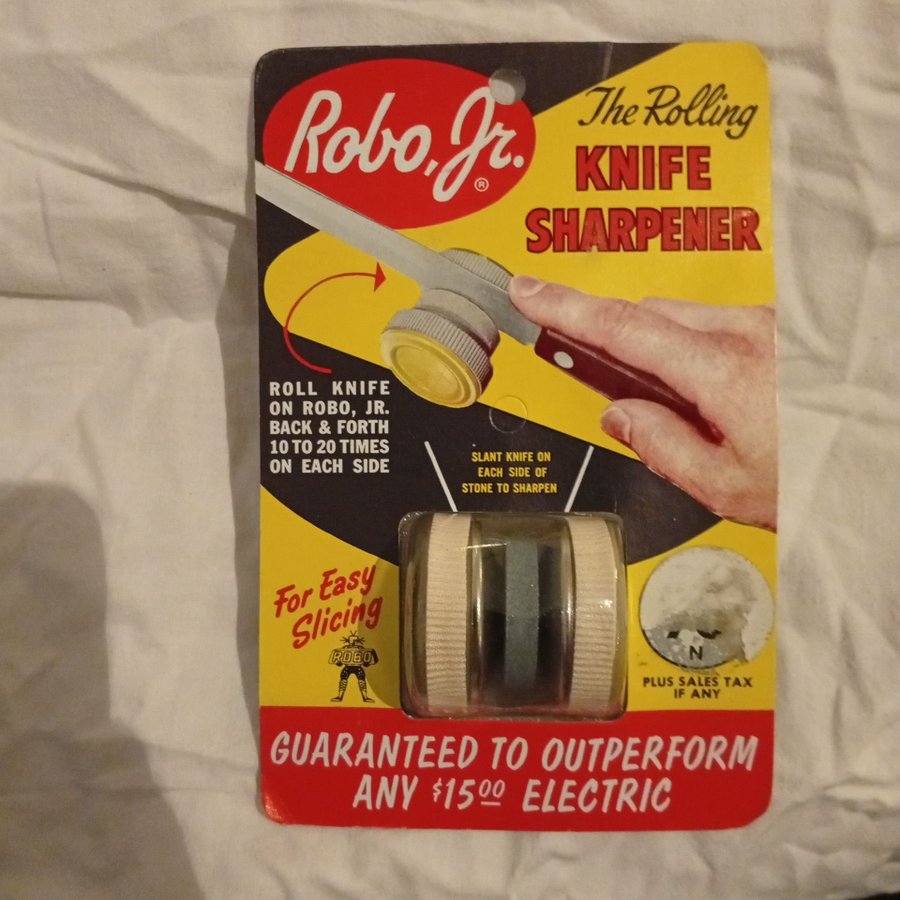 Robo, Jr.
®
The Rolling
KNIFE
SHARPENER
ROLL KNIFE
ON ROBO, JR.
BACK & FORTH
10 TO 20 TIMES
ON EACH SIDE
SLANT KNIFE ON
EACH SIDE OF
STONE TO SHARPEN
For Easy
Slicing
ROBO
N
PLUS SALES TAX
IF ANY
GUARANTEED TO OUTPERFORM
ANY $15.00 ELECTRIC